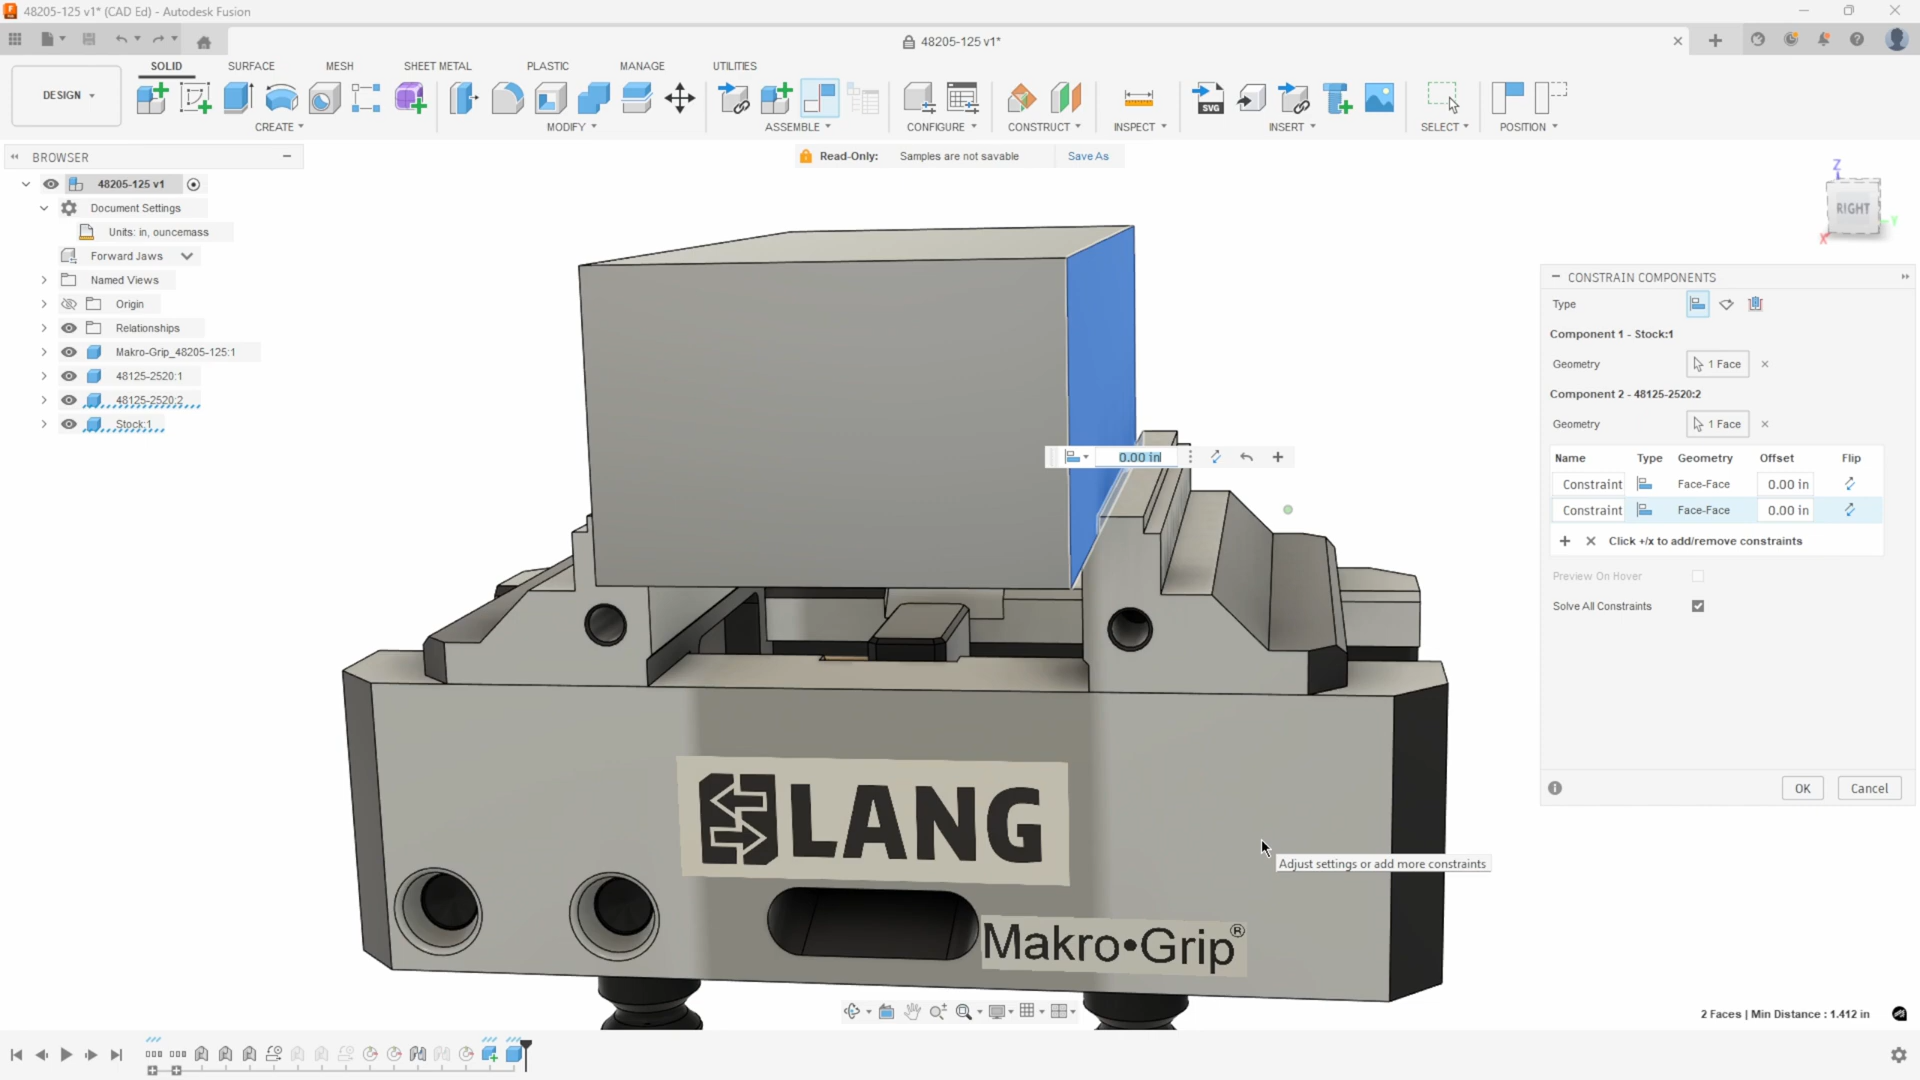 48205-125 v1* (CAD Ed) - Autodesk Fusion
48205-125 v1*
DESIGN
SOLID
SURFACE
MESH
SHEET METAL
PLASTIC
MANAGE
UTILITIES
CREATE
MODIFY
ASSEMBLE
CONFIGURE
CONSTRUCT
INSPECT
SVG
INSERT
SELECT
POSITION
BROWSER
Read-Only: Samples are not savable Save As
48205-125 v1
Document Settings
Units: in, ouncemass
Forward Jaws
Named Views
Origin
Relationships
Makro-Grip_48205-125:1
48125-2520:1
48125-2520:2
Stock:1
Z
RIGHT
Y
X
CONSTRAIN COMPONENTS
Type
Component 1 - Stock:1
Geometry 1 Face
Component 2 - 48125-2520:2
Geometry 1 Face
Name Type Geometry Offset Flip
Constraint Face-Face 0.00 in
Constraint Face-Face 0.00 in
Click +/x to add/remove constraints
Preview On Hover
Solve All Constraints
OK Cancel
0.00 in
LANG
Makro•Grip®
Adjust settings or add more constraints
2 Faces | Min Distance : 1.412 in